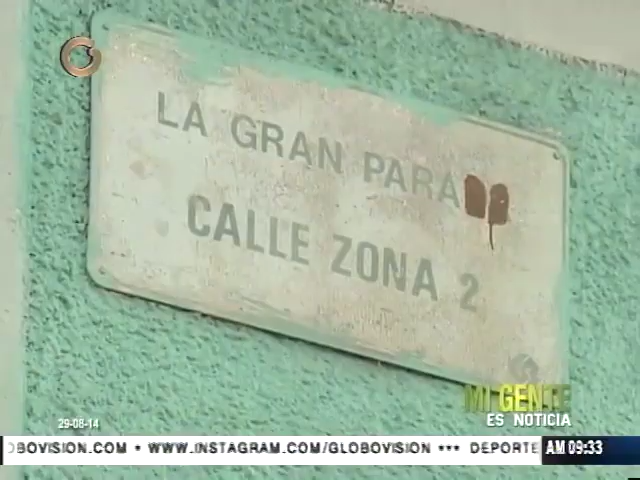 LA GRAN PARA
CALLE ZONA 2
MI GENTE
ES NOTICIA
29-08-14
OBOVISION.COM • WWW.INSTAGRAM.COM/GLOBOVISION ••• DEPORTE
AM 09:33